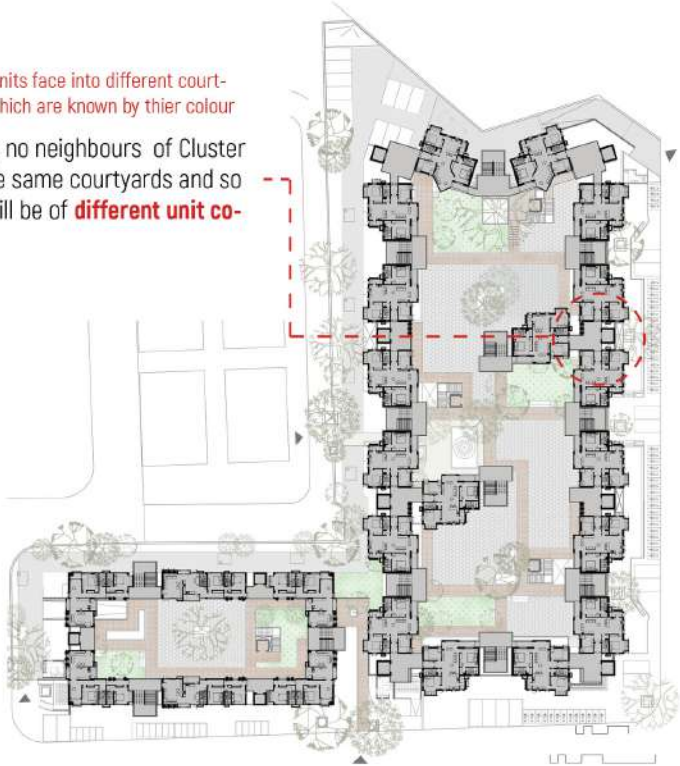 nits face into different court-
hich are known by thier colour
no neighbours of Cluster
e same courtyards and so
ill be of different unit co-